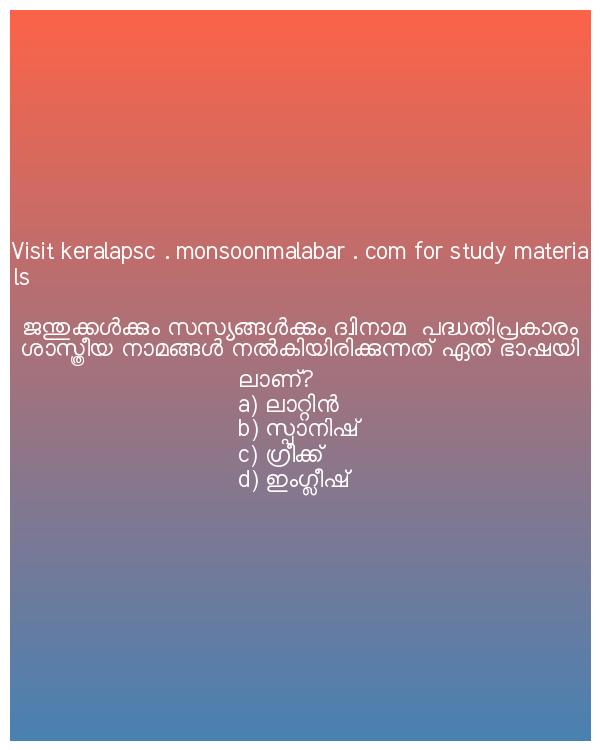 Visit keralapsc . monsoonmalabar . com for study materia
ls
ജന്തുക്കൾക്കും സസ്യങ്ങൾക്കും ദ്വിനാമ പദ്ധതിപ്രകാരം
ശാസ്ത്രീയ നാമങ്ങൾ നൽകിയിരിക്കുന്നത് ഏത് ഭാഷയി
ലാണ്?
a) ലാറ്റിൻ
b) സ്പാനിഷ്
c) ഗ്രീക്ക്
d) ഇംഗ്ലീഷ്